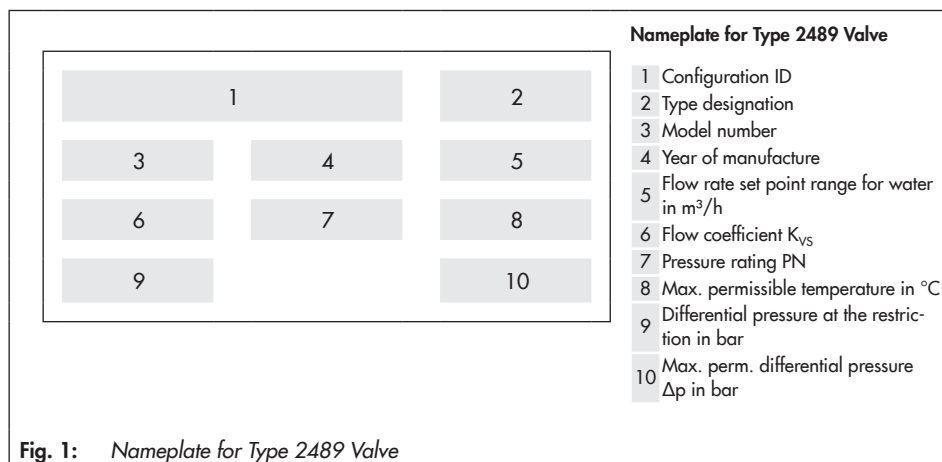 Nameplate for Type 2489 Valve
1
2
3
4
5
6
7
8
9
10
1 Configuration ID
2 Type designation
3 Model number
4 Year of manufacture
5 Flow rate set point range for water
in m³/h
6 Flow coefficient KVS
7 Pressure rating PN
8 Max. permissible temperature in °C
9 Differential pressure at the restric-
tion in bar
10 Max. perm. differential pressure
Δp in bar
Fig. 1: Nameplate for Type 2489 Valve